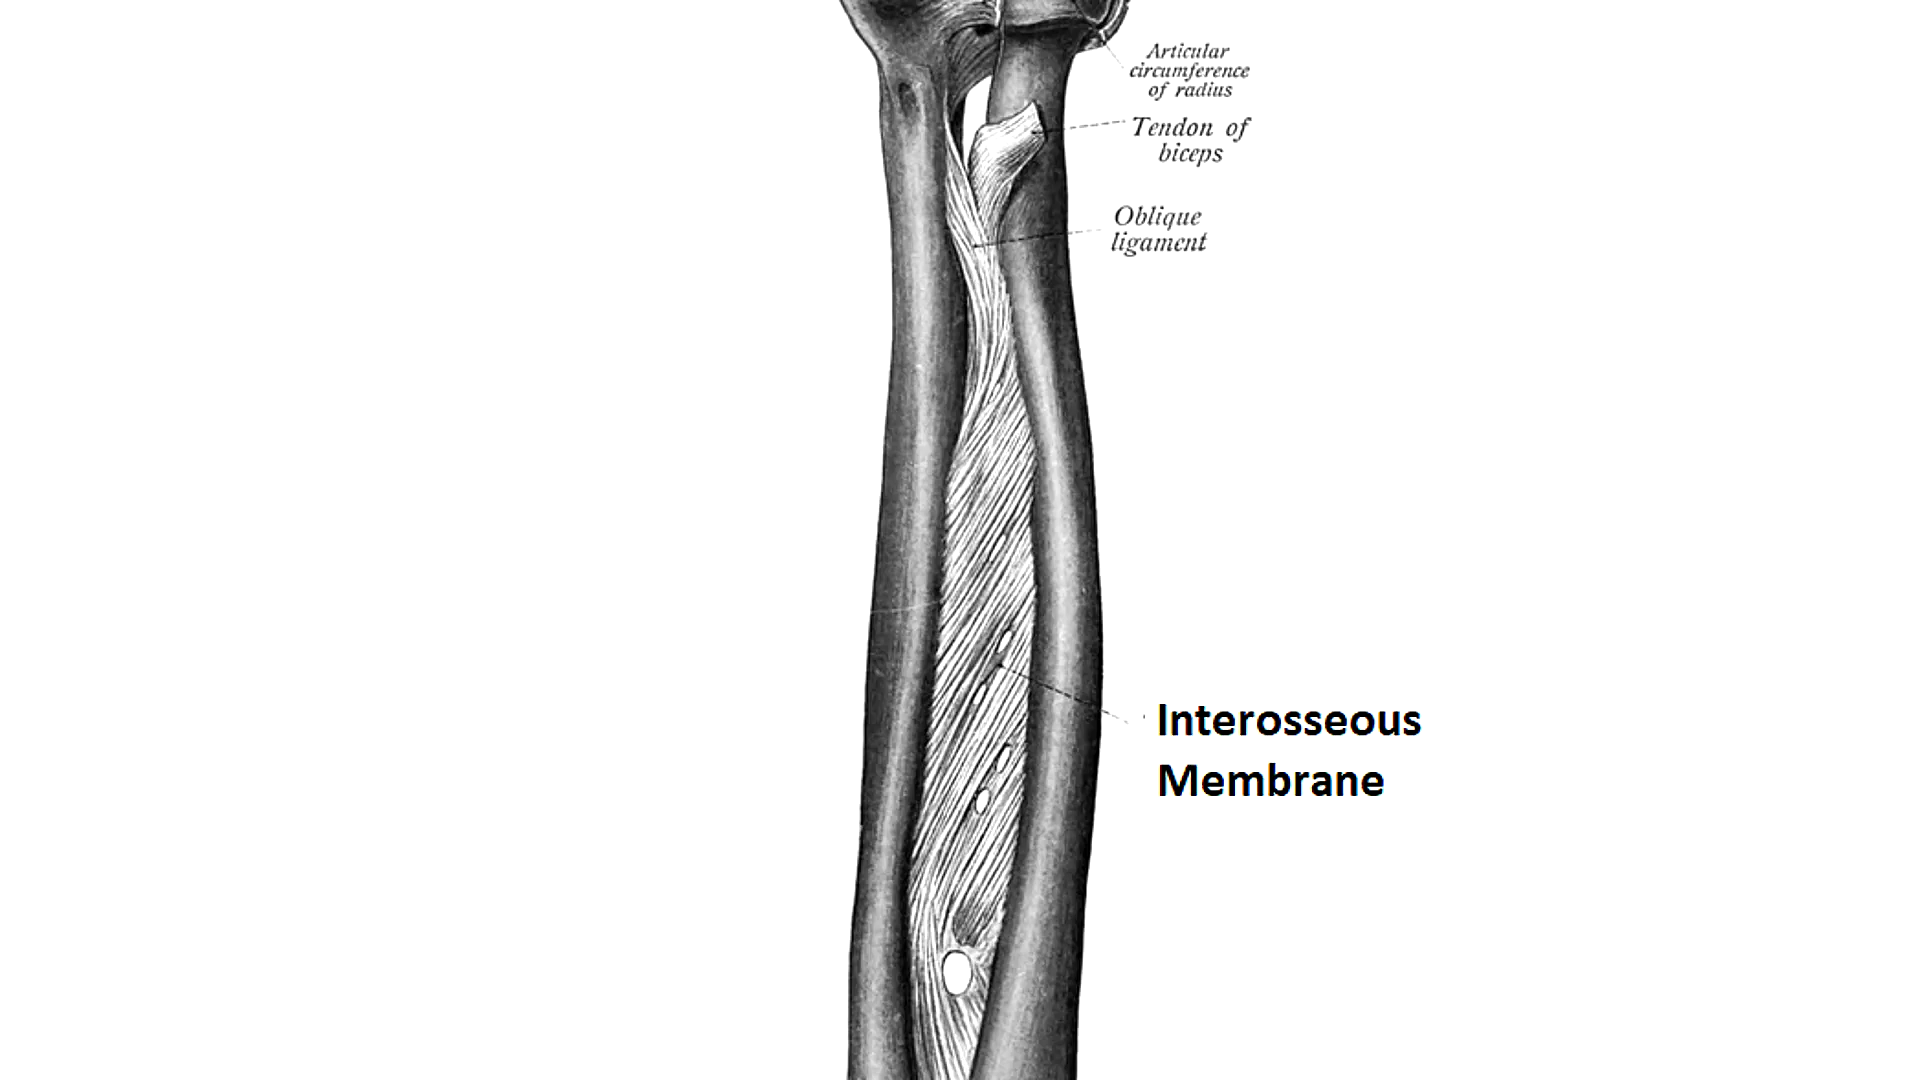 Articular
circumference
of radius
Tendon of
biceps
Oblique
ligament
Interosseous
Membrane